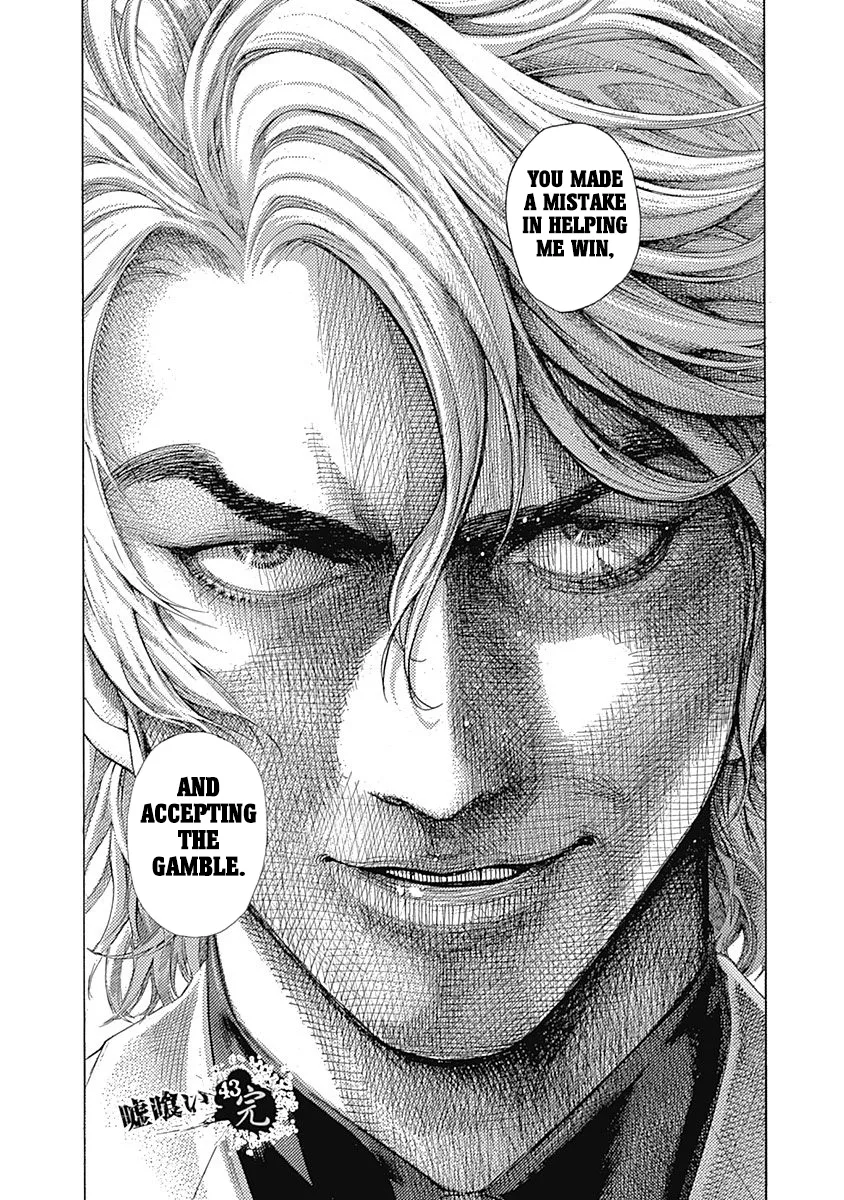 YOU MADE
A MISTAKE
IN HELPING
ME WIN,
AND
ACCEPTING
THE
GAMBLE.
嘘喰い 43 完